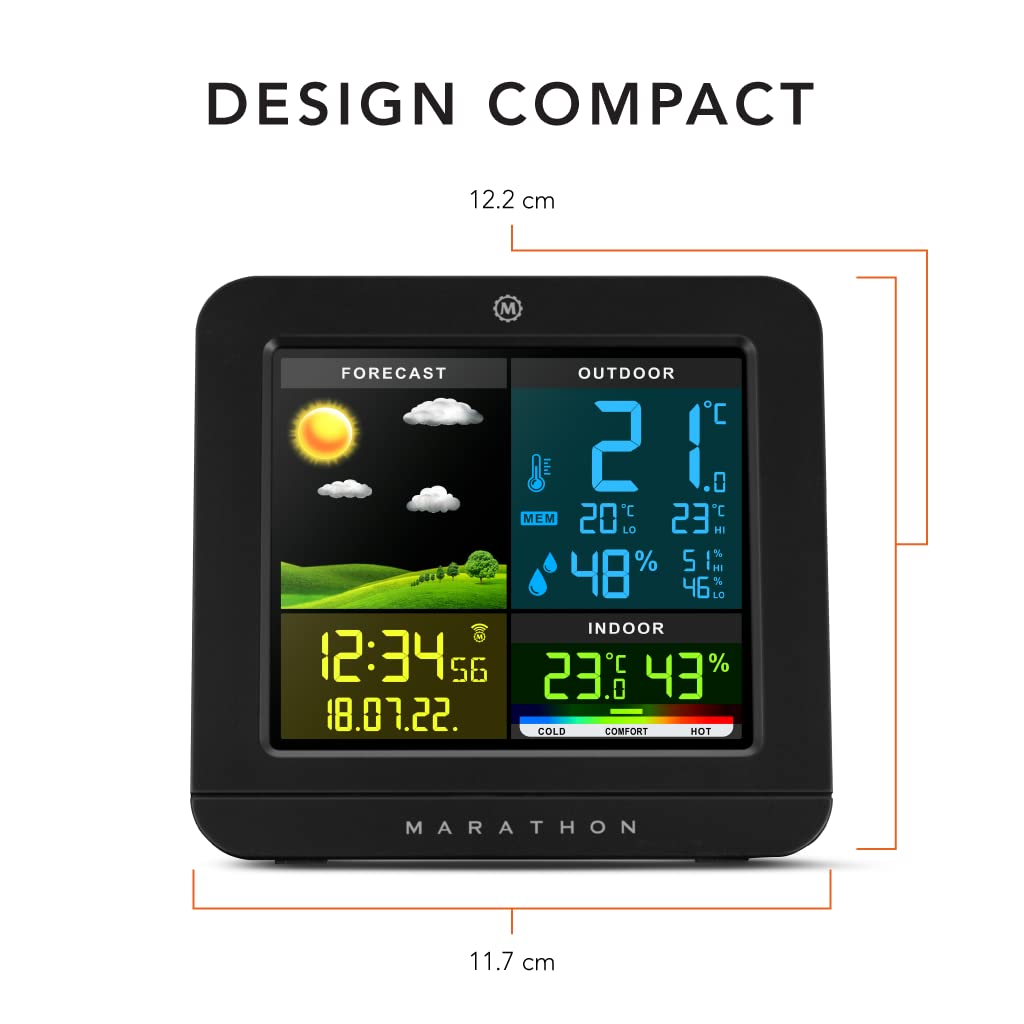 DESIGN COMPACT
12.2 cm
M
FORECAST
OUTDOOR
21.0 °C
MEM 20 °C LO 23 °C HI
48% 51% HI
46% LO
12:34 56 M
18.07.22.
INDOOR
23.0 °C 43%
COLD COMFORT HOT
MARATHON
11.7 cm